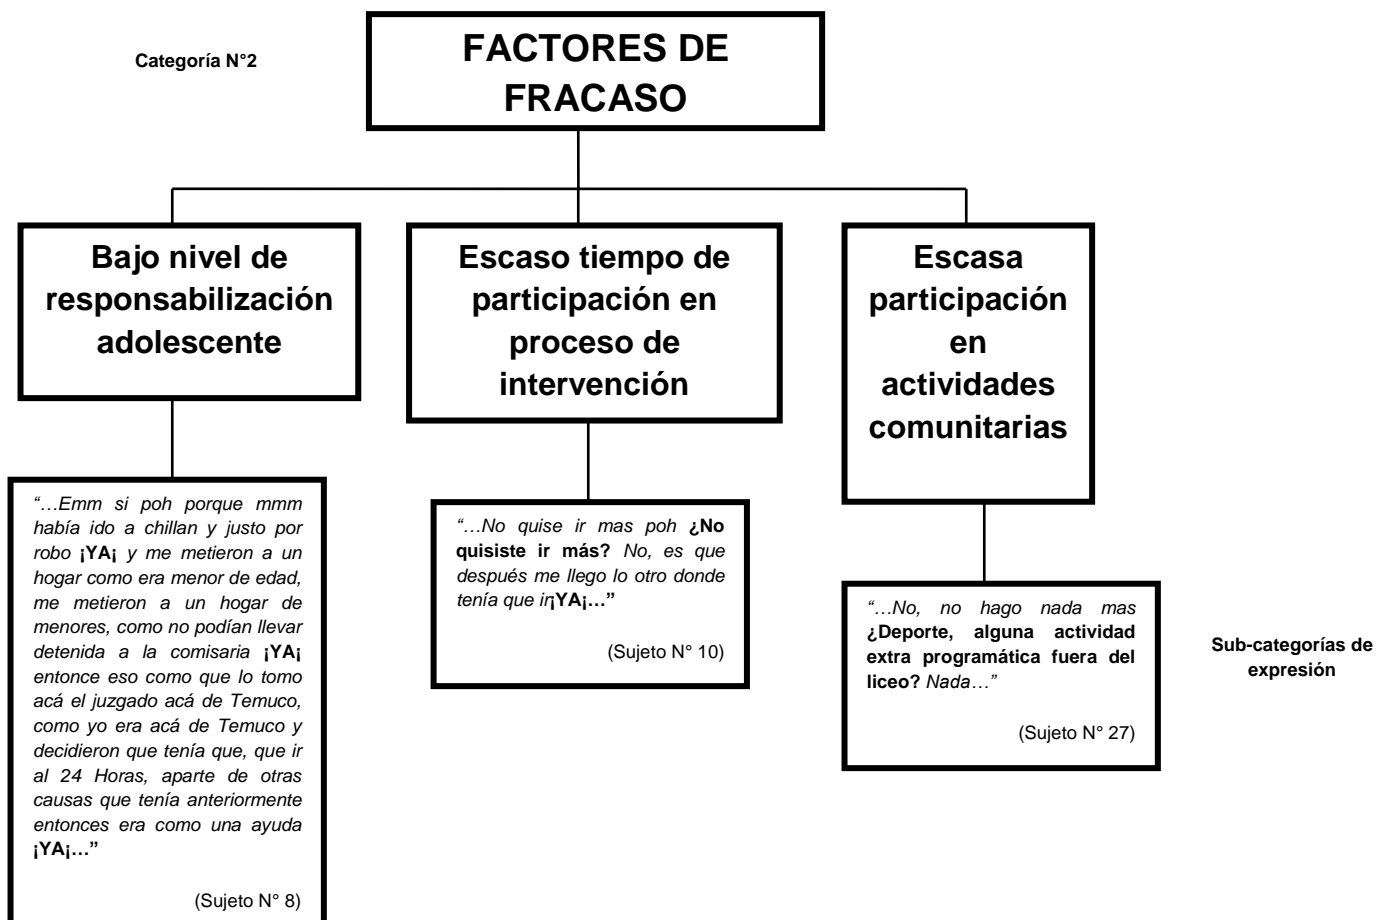 Categoría N°2
FACTORES DE
FRACASO
Bajo nivel de
responsabilización
adolescente
Escaso tiempo de
participación en
proceso de
intervención
Escasa
participación
en
actividades
comunitarias
“…Emm si poh porque mmm
había ido a chillan y justo por
robo ¡YA¡ y me metieron a un
hogar como era menor de edad,
me metieron a un hogar de
menores, como no podían llevar
detenida a la comisaria ¡YA¡
entonce eso como que lo tomo
acá el juzgado acá de Temuco,
como yo era acá de Temuco y
decidieron que tenía que, que ir
al 24 Horas, aparte de otras
causas que tenía anteriormente
entonces era como una ayuda
¡YA¡…”
(Sujeto N° 8)
“…No quise ir mas poh ¿No
quisiste ir más? No, es que
después me llego lo otro donde
tenía que ir¡YA¡…”
(Sujeto N° 10)
“…No, no hago nada mas
¿Deporte, alguna actividad
extra programática fuera del
liceo? Nada…”
(Sujeto N° 27)
Sub-categorías de
expresión